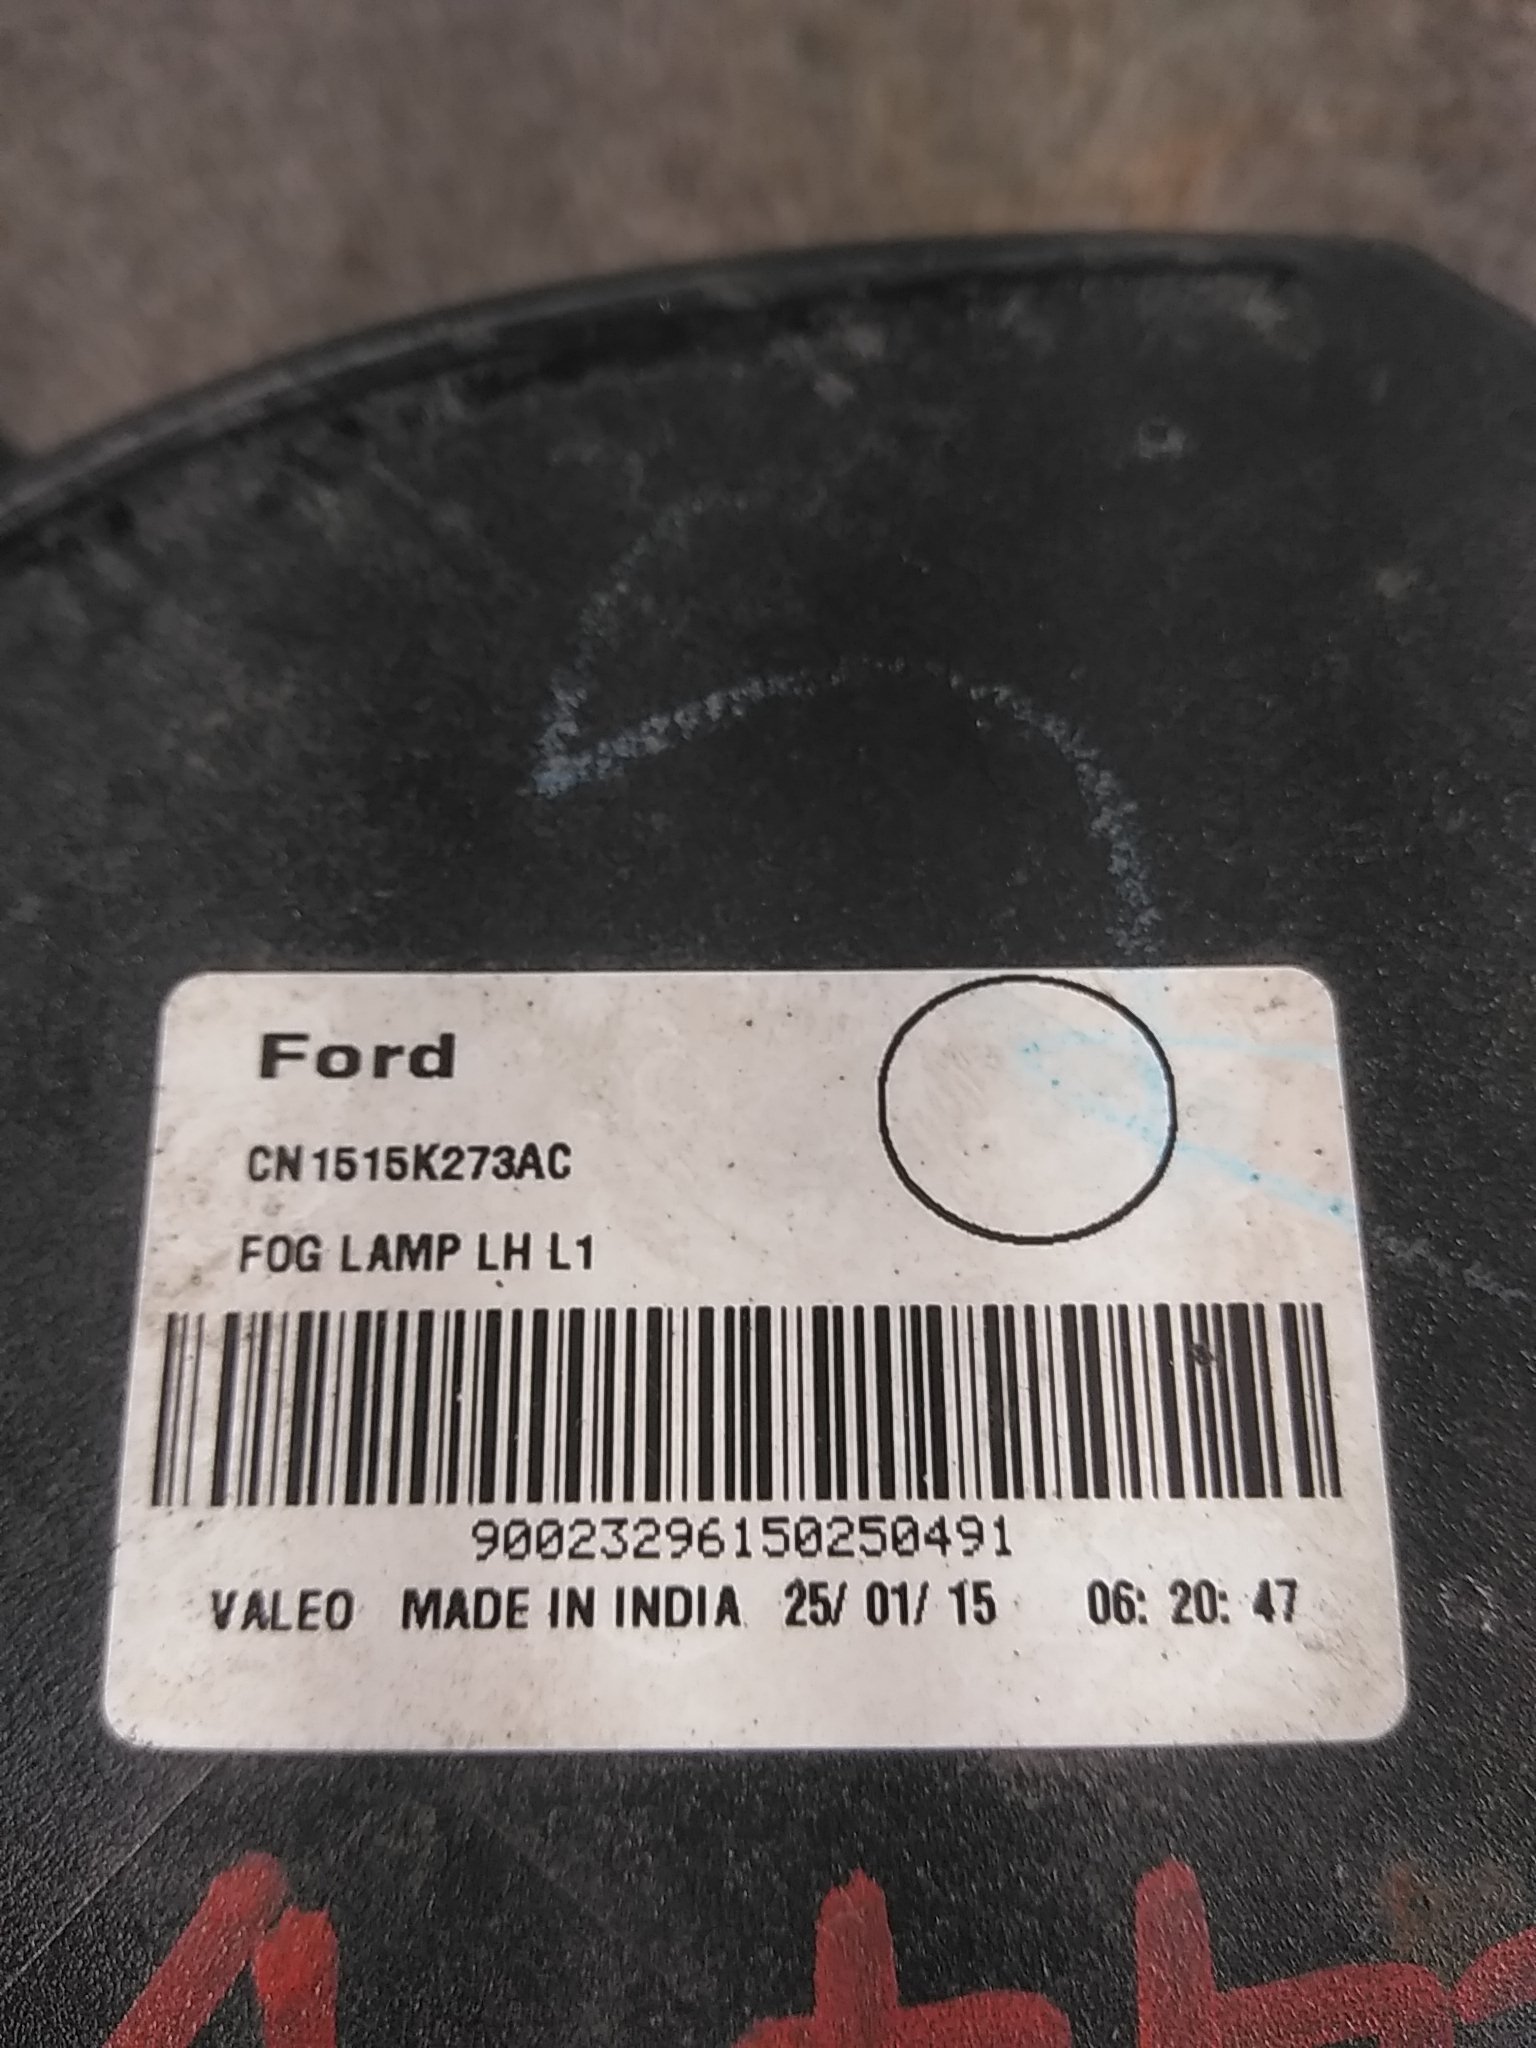 Ford
CN1515K273AC
FOG LAMP LH L1
90023296150250491
VALEO MADE IN INDIA 25/ 01/ 15 06: 20: 47